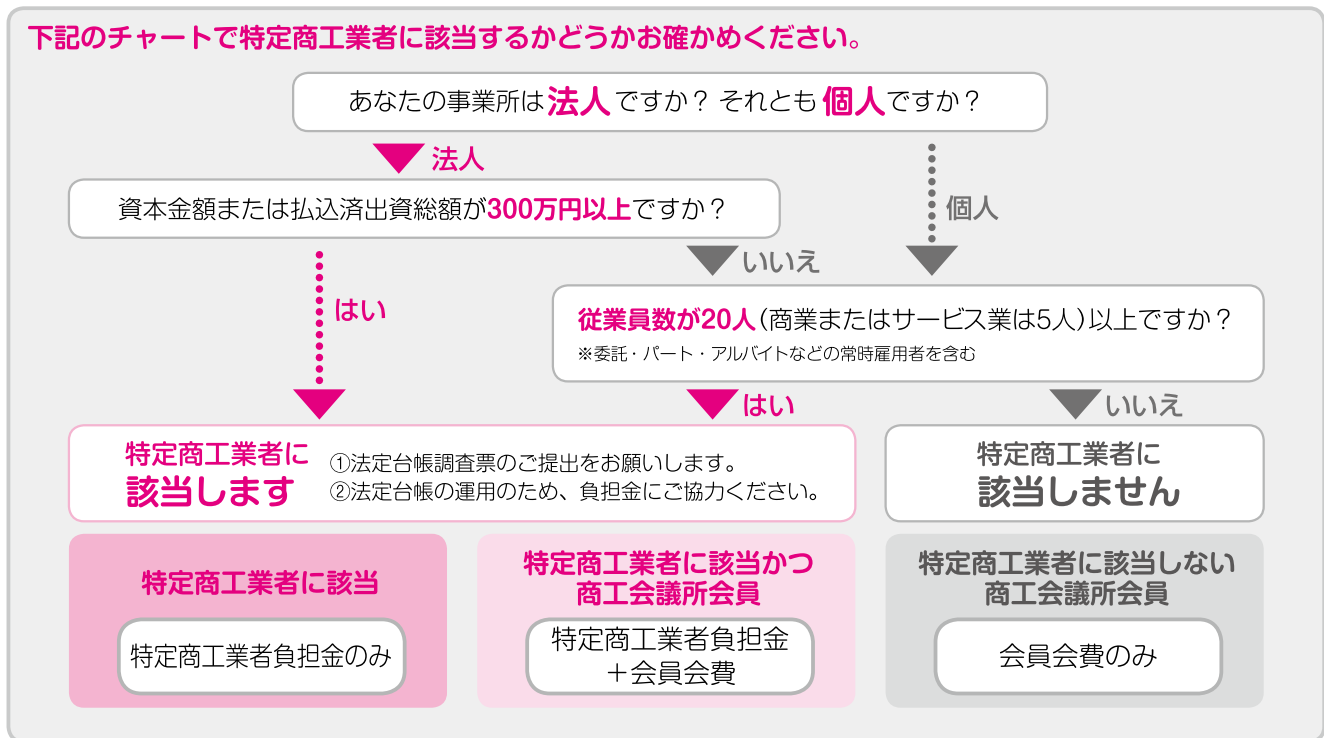 下記のチャートで特定商工業者に該当するかどうかお確かめください。
あなたの事業所は法人ですか？ それとも 個人ですか？
法人
個人
資本金額または払込済出資総額が300万円以上ですか？
いいえ
はい
従業員数が20人（商業またはサービス業は5人）以上ですか？
※委託・パート・アルバイトなどの常時雇用者を含む
はい
いいえ
特定商工業者に
該当します
①法定台帳調査票のご提出をお願いします。
②法定台帳の運用のため、負担金にご協力ください。
特定商工業者に
該当しません
特定商工業者に該当
特定商工業者負担金のみ
特定商工業者に該当かつ
商工会議所会員
特定商工業者負担金
＋会員会費
特定商工業者に該当しない
商工会議所会員
会員会費のみ